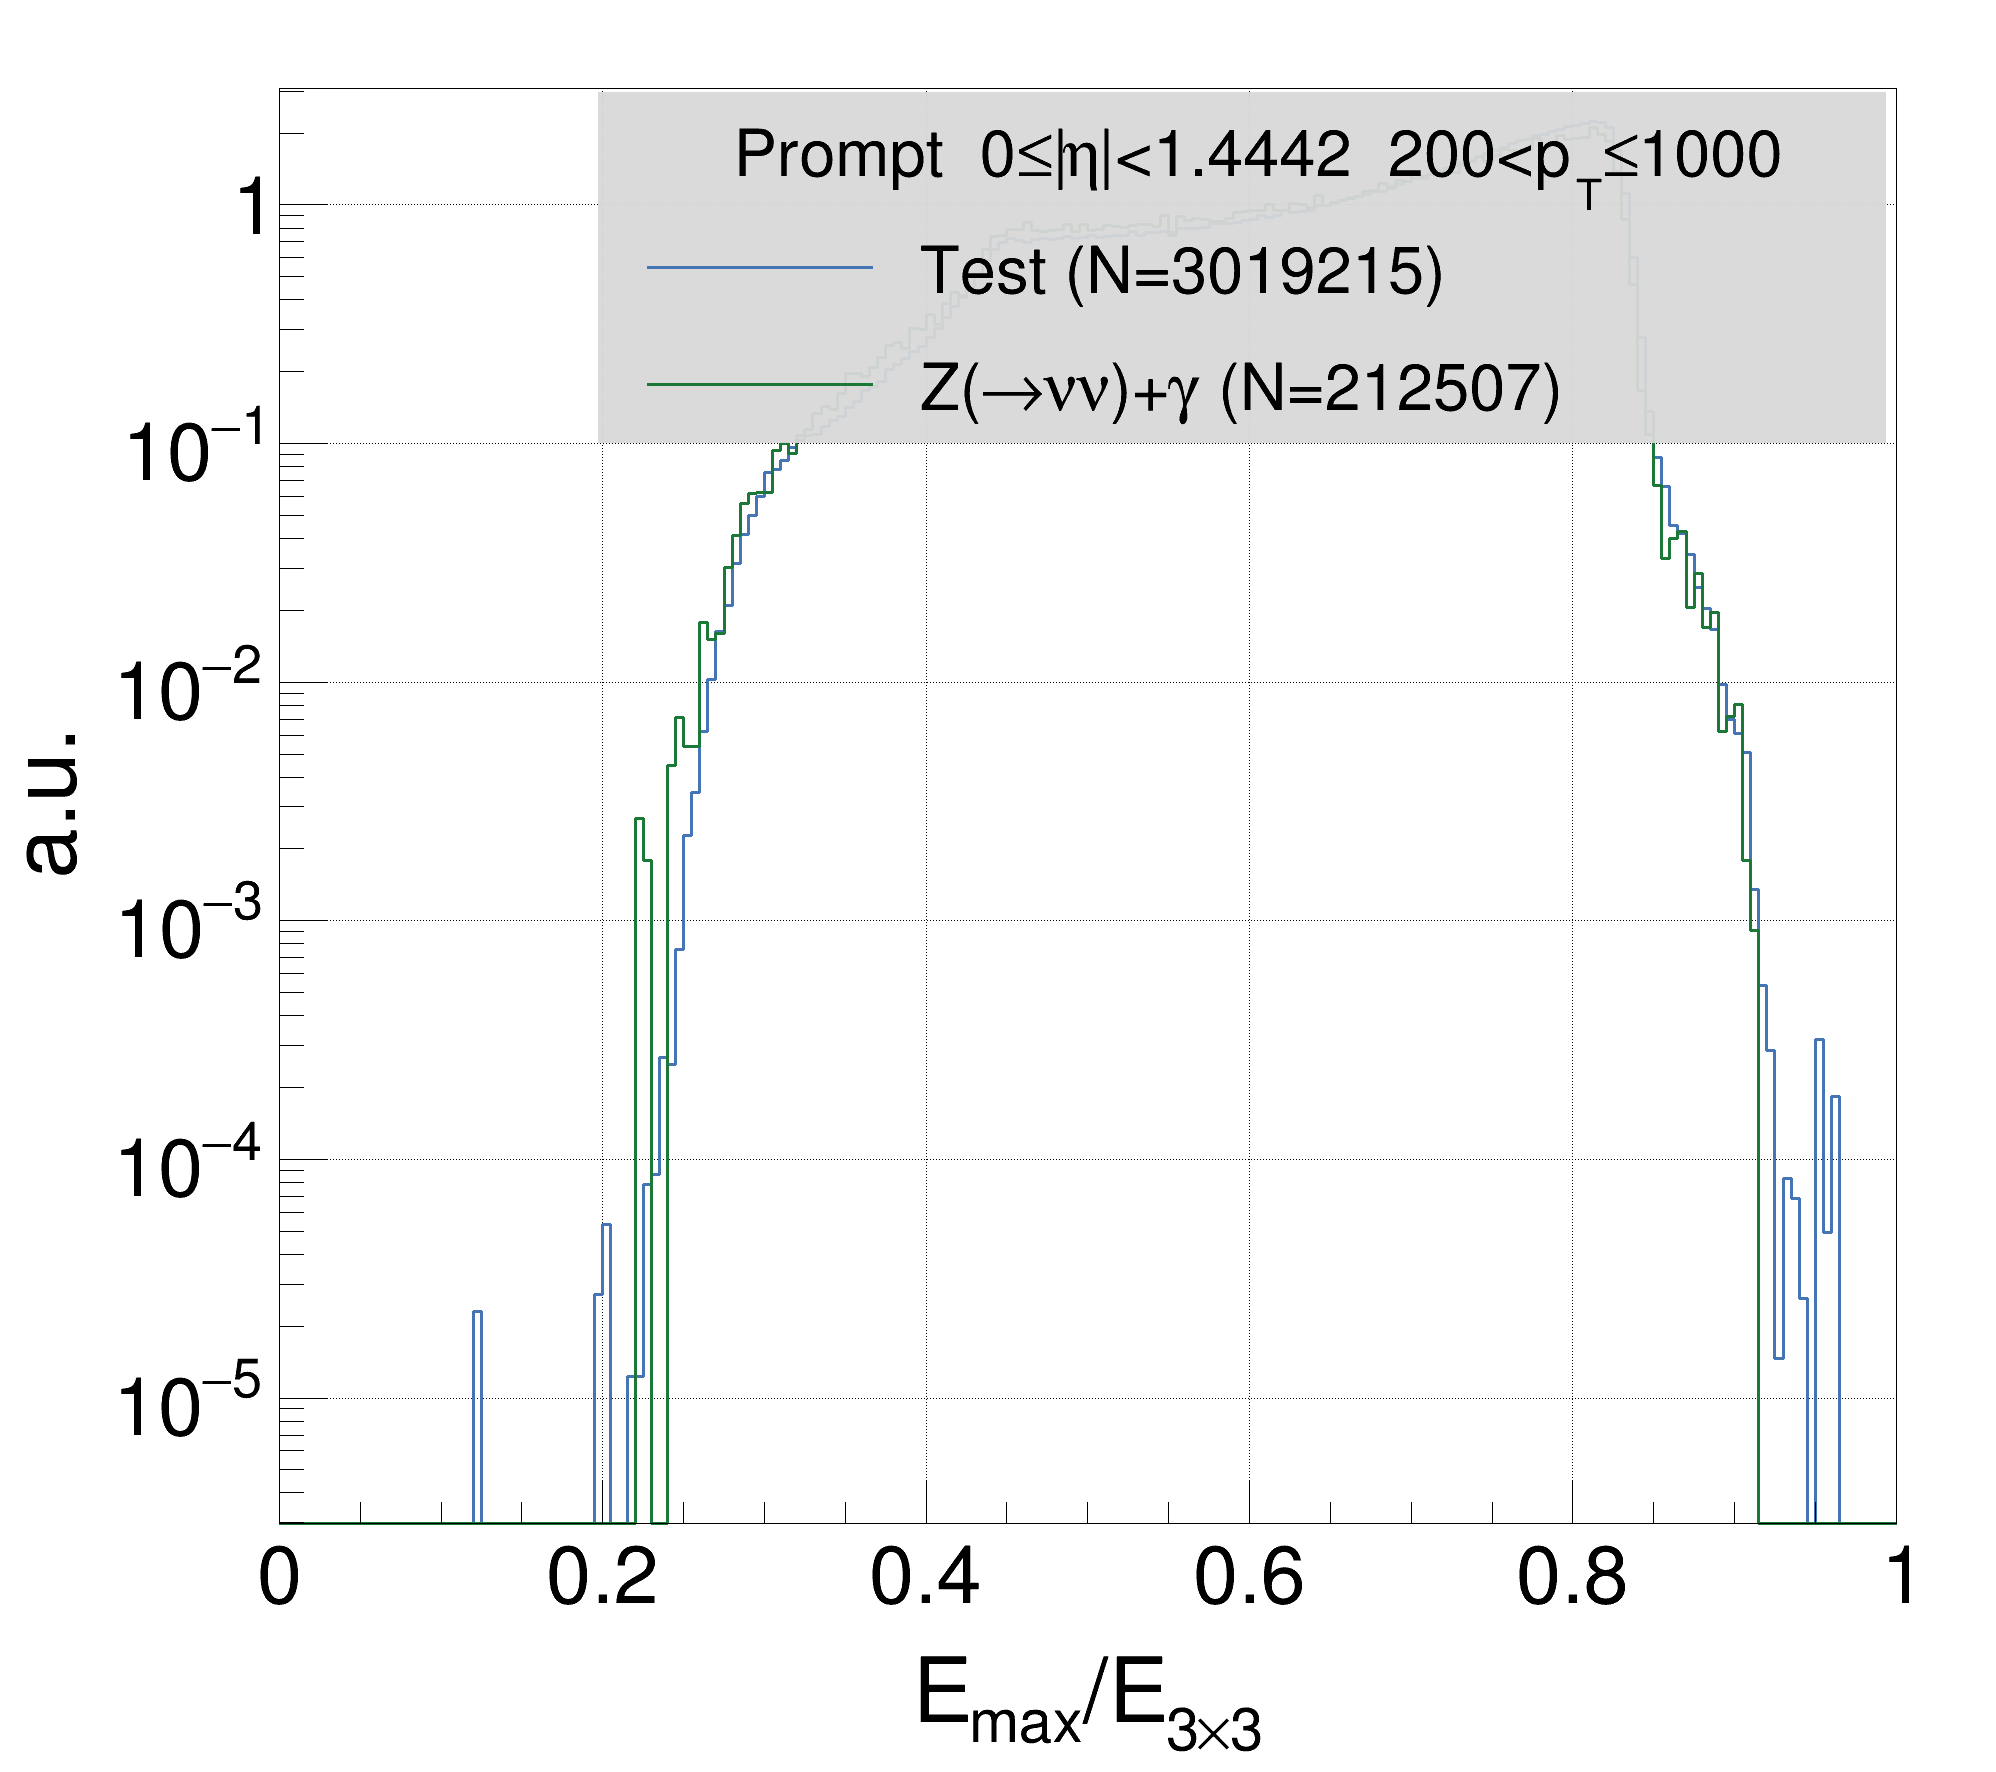 Prompt 0≤|η|<1.4442 200<p_T≤1000
Test (N=3019215)
Z(→νν)+γ (N=212507)
1
10⁻¹
10⁻²
10⁻³
10⁻⁴
10⁻⁵
a.u.
0 0.2 0.4 0.6 0.8 1
E_max/E_3×3